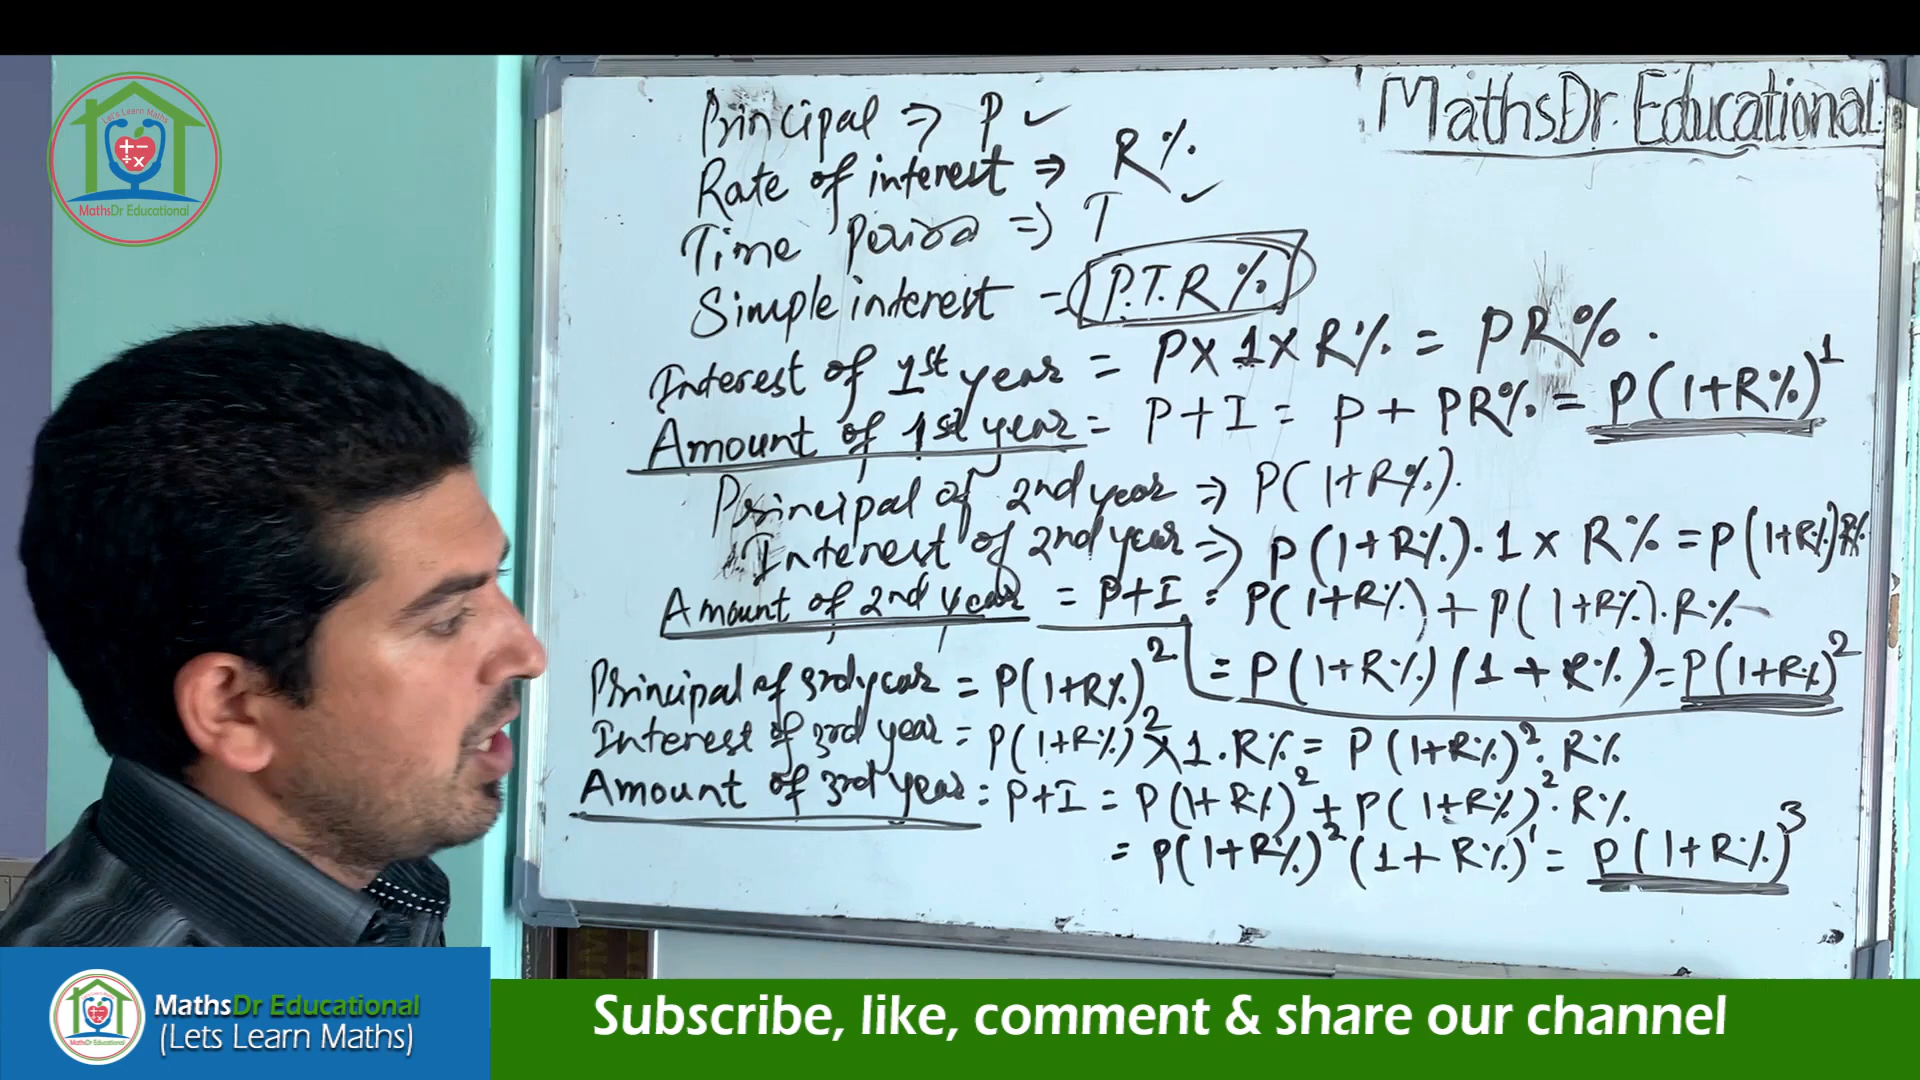 Let's Learn Maths
+ − ÷ ×
MathsDr Educational
MathsDr. Educational
Principal ⇒ P ✓
Rate of interest ⇒ R%
Time Period ⇒ T ✓
Simple interest = P.T.R%
Interest of 1st year = P×1×R% = PR%.
Amount of 1st year = P+I = P + PR% = P(1+R%)¹
Principal of 2nd year ⇒ P(1+R%).
Interest of 2nd year ⇒ P(1+R%).1×R% = P(1+R%)R%
Amount of 2nd year = P+I = P(1+R%)+P(1+R%).R%
= P(1+R%)(1+R%) = P(1+R%)²
Principal of 3rd year = P(1+R%)²
Interest of 3rd year = P(1+R%)²×1.R% = P(1+R%)².R%
Amount of 3rd year = P+I = P(1+R%)²+P(1+R%)².R%
= P(1+R%)²(1+R%)¹ = P(1+R%)³
MathsDr Educational
MathsDr Educational
(Lets Learn Maths)
Subscribe, like, comment & share our channel